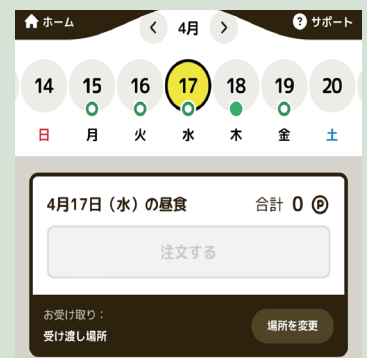 ホーム
4月
サポート
14 15 16 17 18 19 20
日 月 火 水 木 金 土
4月17日（水）の昼食 合計 0 P
注文する
お受け取り：
受け渡し場所
場所を変更